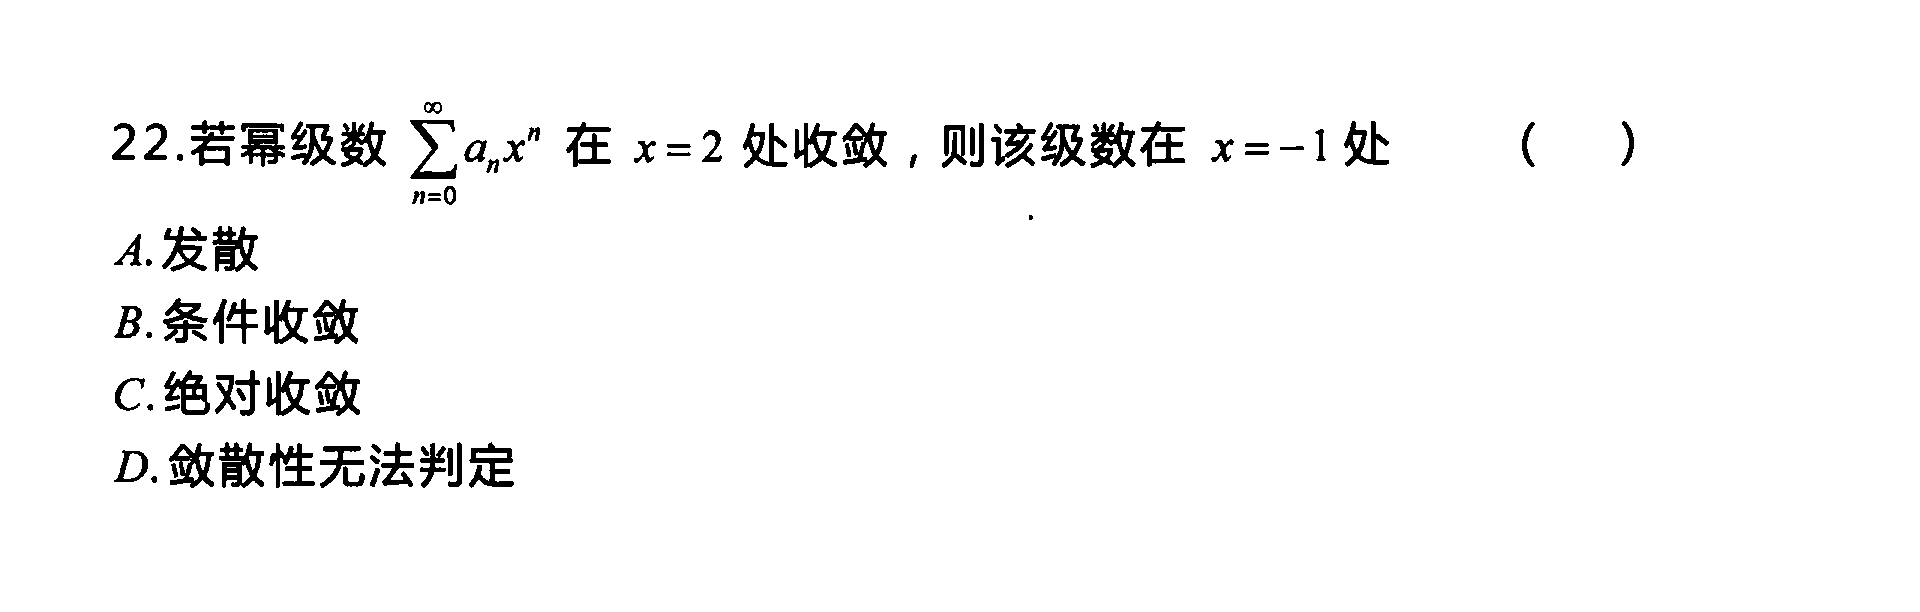 22.若幂级数 $\sum_{n=0}^{\infty} a_n x^n$ 在 x=2 处收敛，则该级数在 x=-1 处 （ ）
A.发散
B.条件收敛
C.绝对收敛
D.敛散性无法判定